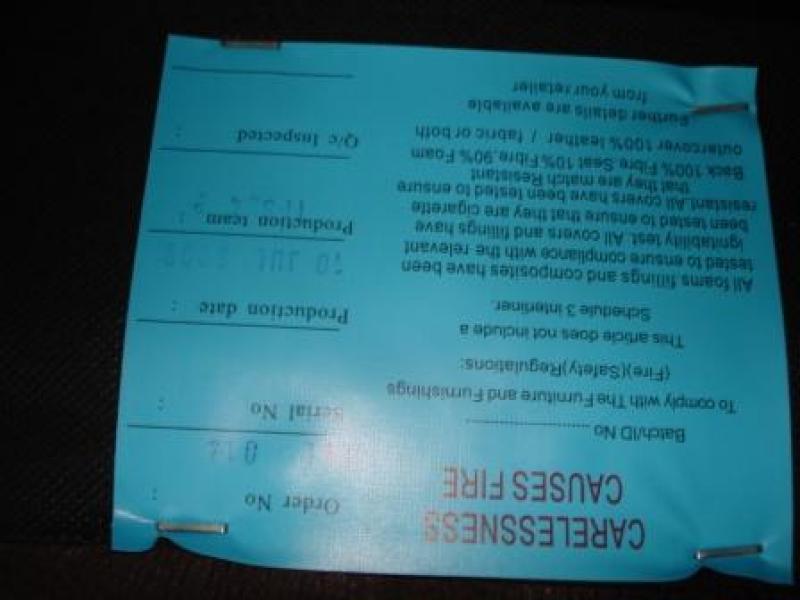 CARELESSNESS
CAUSES FIRE
Batch/ID No ........................
To comply with The Furniture and Furnishings
(Fire)(Safety)(Regulations:
This article does not include a
Schedule 3 interliner.
All foams fillings and composites have been
tested to ensure compliance with the relevant
ignitability test. All covers and fillings have
been tested to ensure that they are cigarette
resistant. All covers have been tested to ensure
that they are match Resistant
Back 100% Fibre Seat 10% Fibre,90% Foam
outercover 100% leather / fabric or both
Further details are available
from your retailer
Order No :
Serial No :
Production date :
JUL
Production team :
Q/c Inspected :